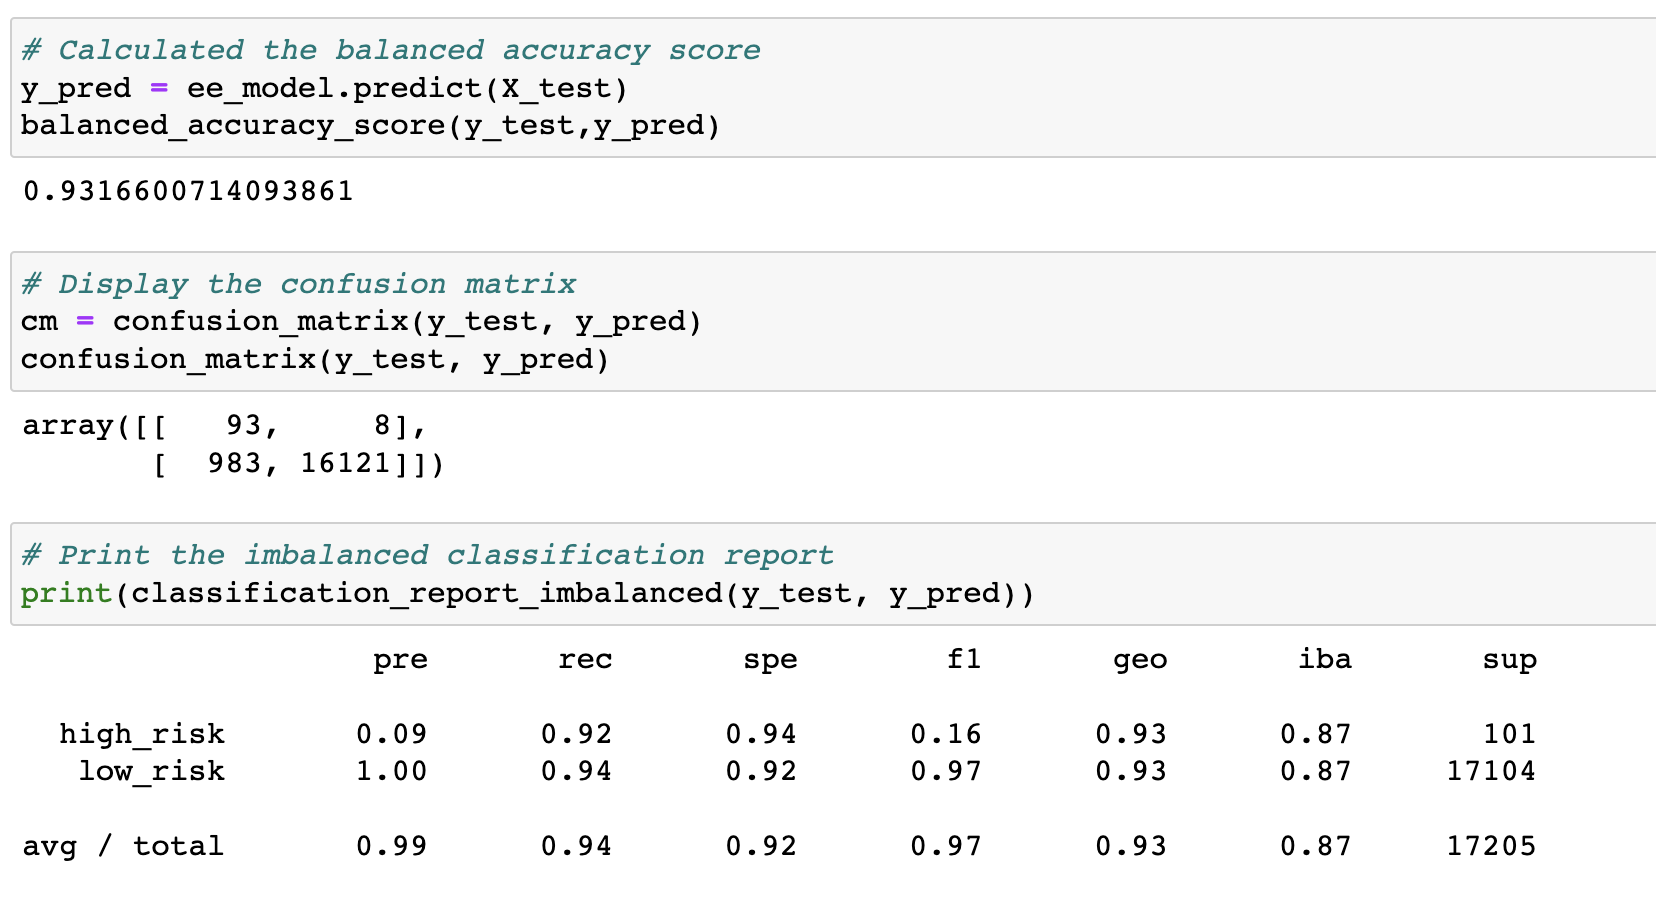 # Calculated the balanced accuracy score
y_pred = ee_model.predict(X_test)
balanced_accuracy_score(y_test,y_pred)
0.9316600714093861
# Display the confusion matrix
cm = confusion_matrix(y_test, y_pred)
confusion_matrix(y_test, y_pred)
array([[   93,     8],
       [  983, 16121]])
# Print the imbalanced classification report
print(classification_report_imbalanced(y_test, y_pred))
                   pre       rec       spe        f1       geo       iba       sup
  high_risk       0.09      0.92      0.94      0.16      0.93      0.87       101
   low_risk       1.00      0.94      0.92      0.97      0.93      0.87     17104
avg / total       0.99      0.94      0.92      0.97      0.93      0.87     17205